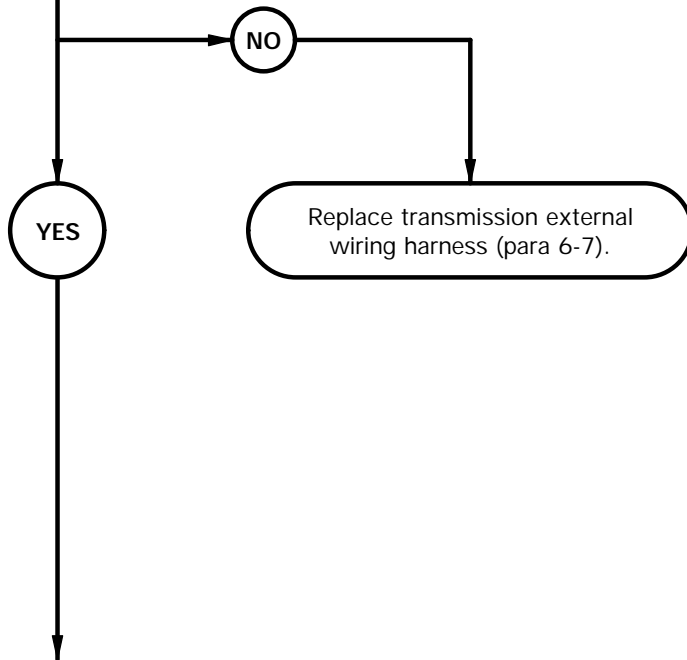 NO
YES
Replace transmission external
wiring harness (para 6-7).